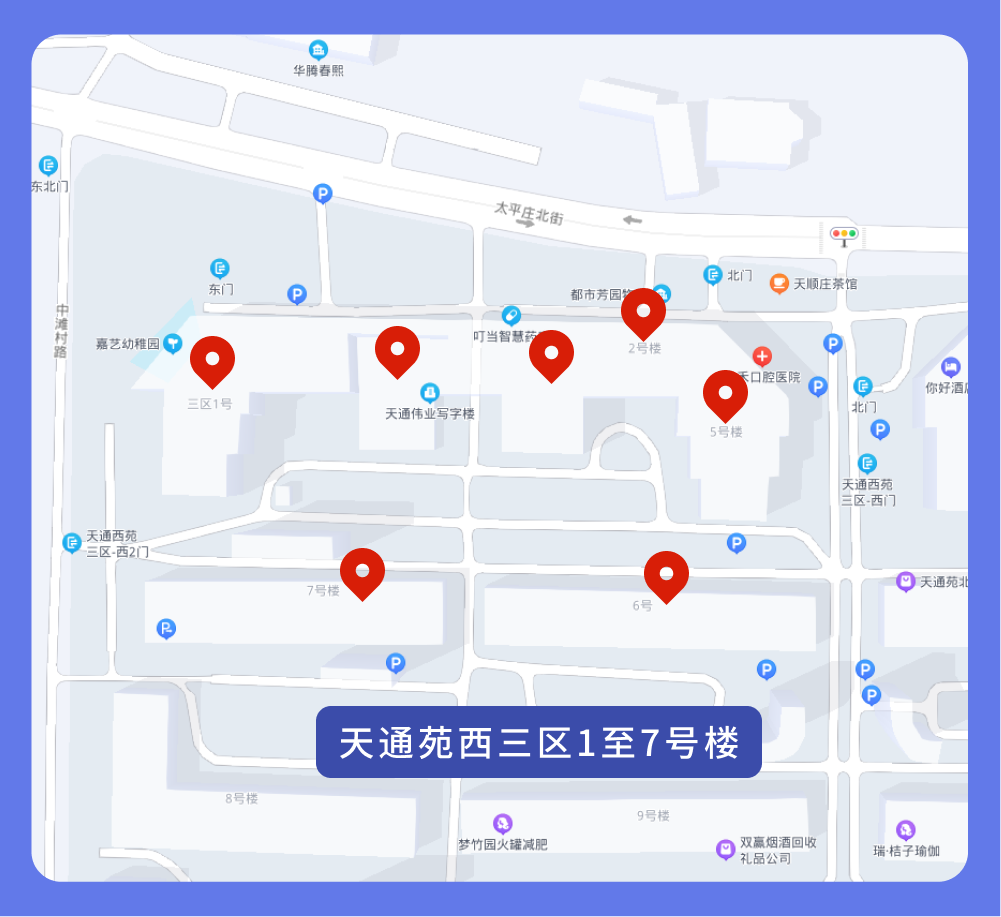 华腾春熙
东北门
太平庄北街
东门
北门
天顺庄茶馆
都市芳园
中滩村路
嘉艺幼稚园
叮当智慧药
2号楼
禾口腔医院
三区1号
天通伟业写字楼
5号楼
你好酒店
北门
天通西苑
三区-西门
天通西苑
三区-西2门
7号楼
6号
天通苑北
天通苑西三区1至7号楼
8号楼
9号楼
梦竹园火罐减肥
双赢烟酒回收
礼品公司
瑞·桔子瑜伽
P
P
P
P
P
P
P
P
P
P
P